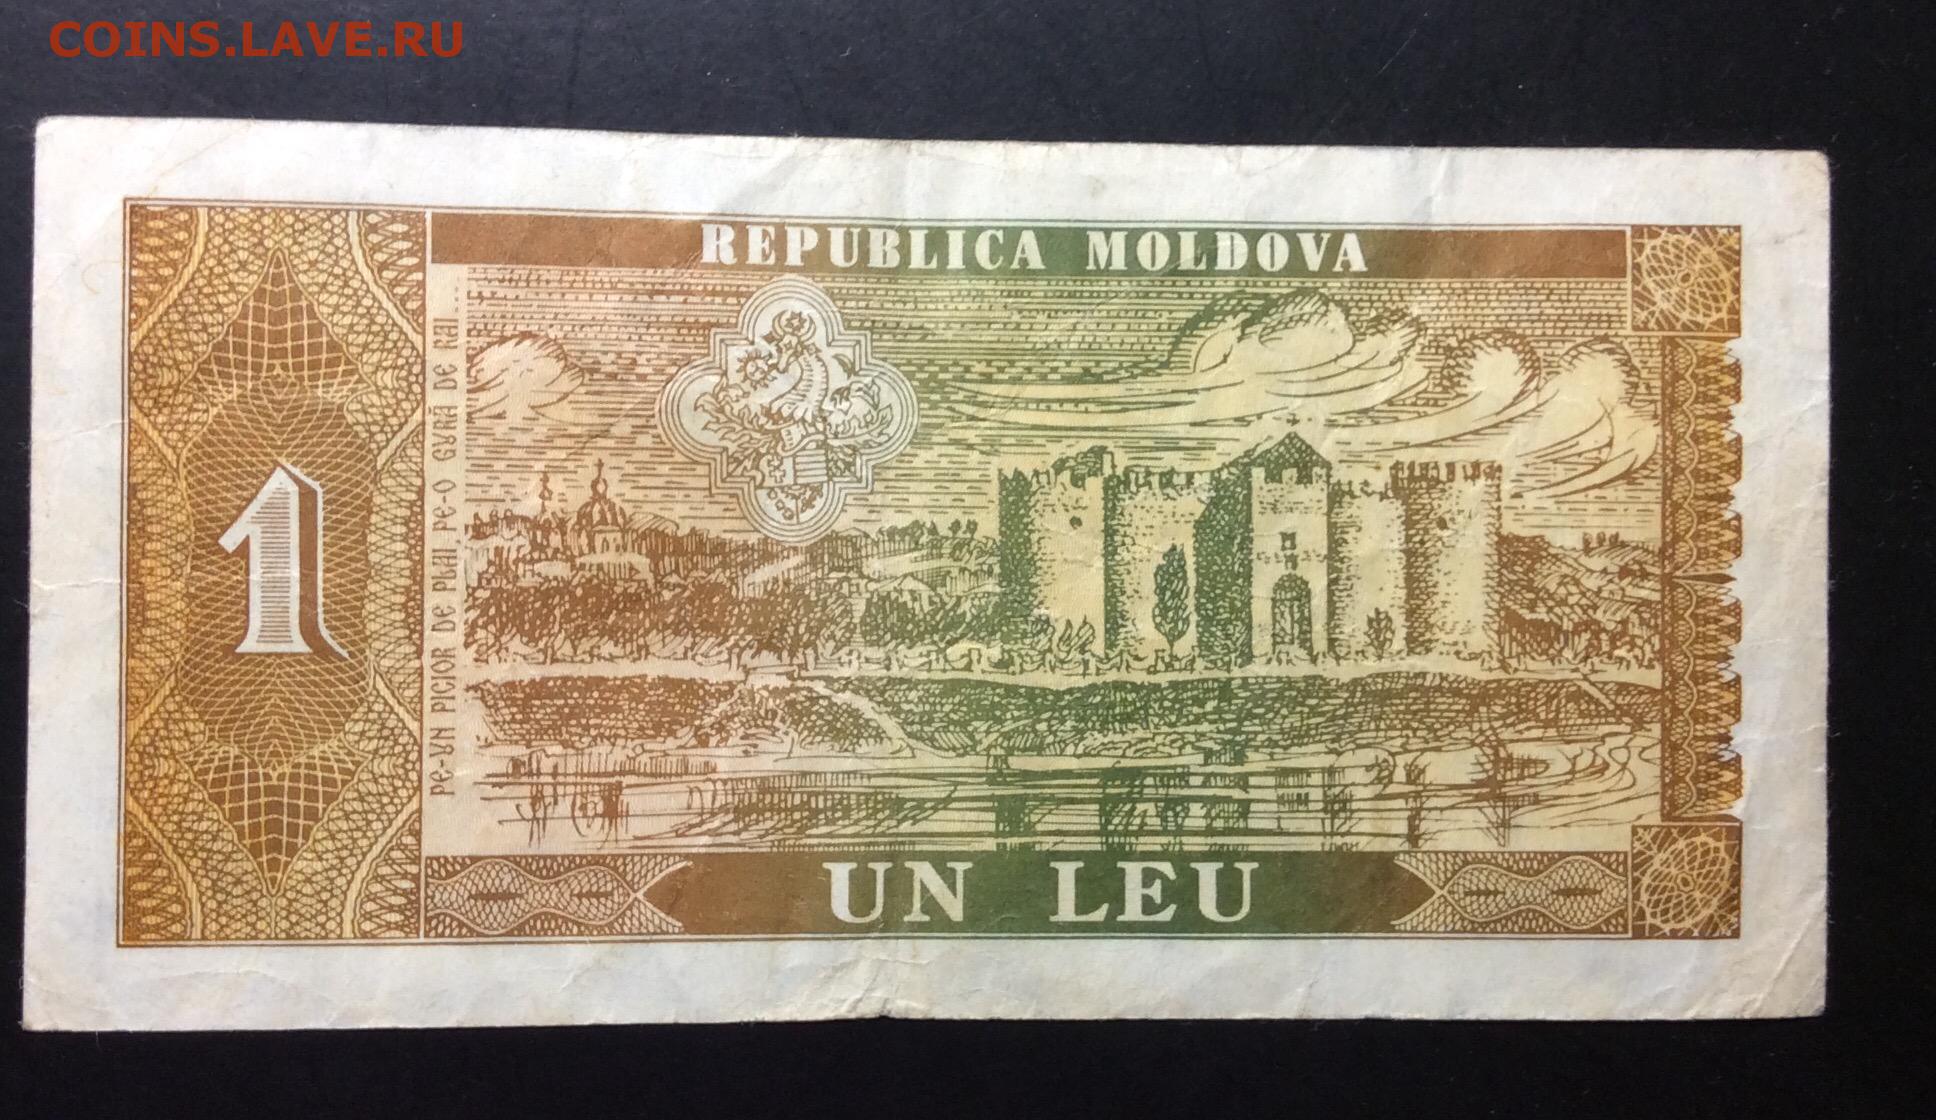 COINS.LAVE.RU
REPUBLICA MOLDOVA
PE-UN PICIOR DE PLAI, PE-O GURĂ DE RAI...
1
UN LEU